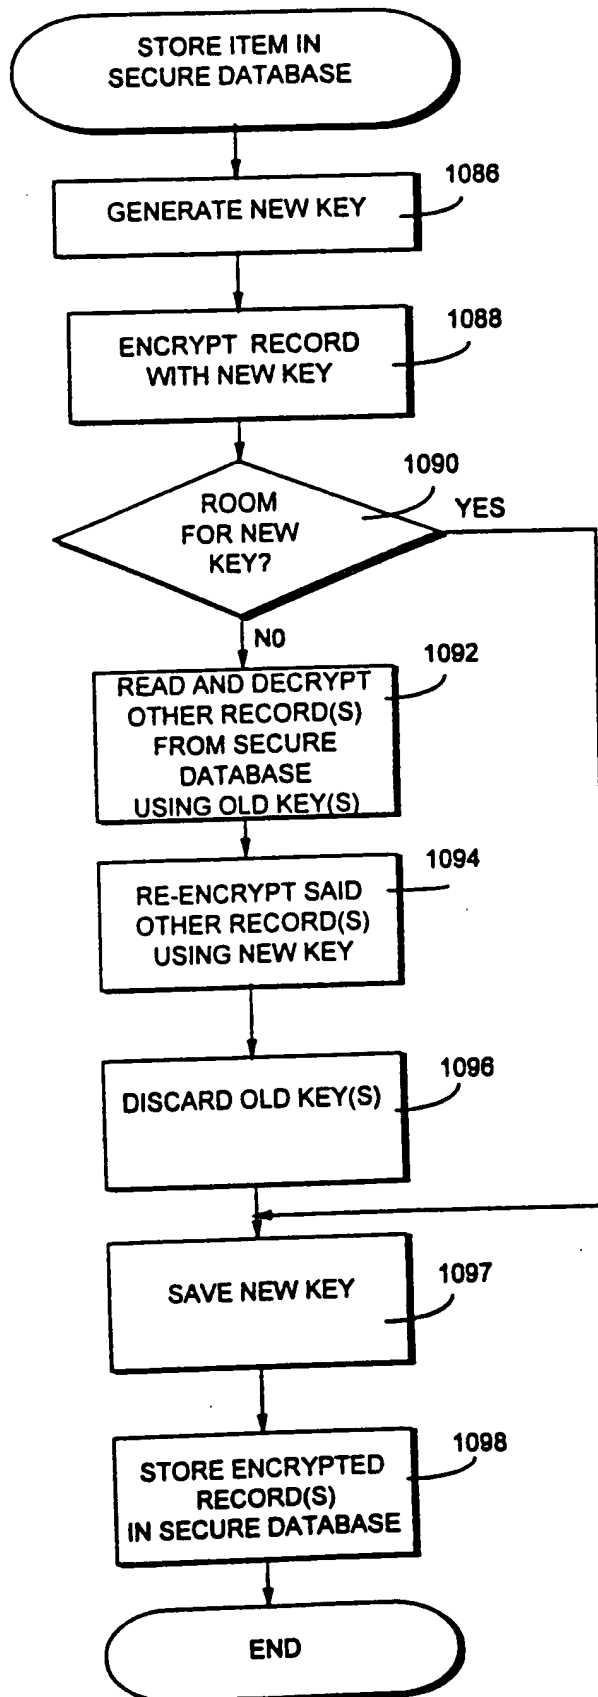 STORE ITEM IN
SECURE DATABASE
1086
GENERATE NEW KEY
1088
ENCRYPT RECORD
WITH NEW KEY
1090
ROOM
FOR NEW
KEY?
YES
NO
1092
READ AND DECRYPT
OTHER RECORD(S)
FROM SECURE
DATABASE
USING OLD KEY(S)
1094
RE-ENCRYPT SAID
OTHER RECORD(S)
USING NEW KEY
1096
DISCARD OLD KEY(S)
1097
SAVE NEW KEY
1098
STORE ENCRYPTED
RECORD(S)
IN SECURE DATABASE
END